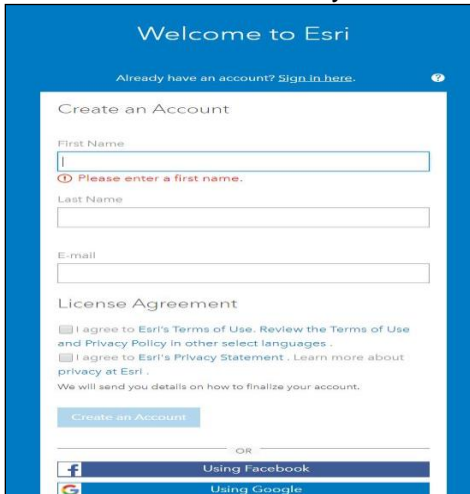 Welcome to Esri
Already have an account? Sign in here.
?
Create an Account
First Name
Please enter a first name.
Last Name
E-mail
License Agreement
I agree to Esri's Terms of Use. Review the Terms of Use
and Privacy Policy in other select languages .
I agree to Esri's Privacy Statement . Learn more about
privacy at Esri .
We will send you details on how to finalize your account.
Create an Account
OR
f Using Facebook
G Using Google